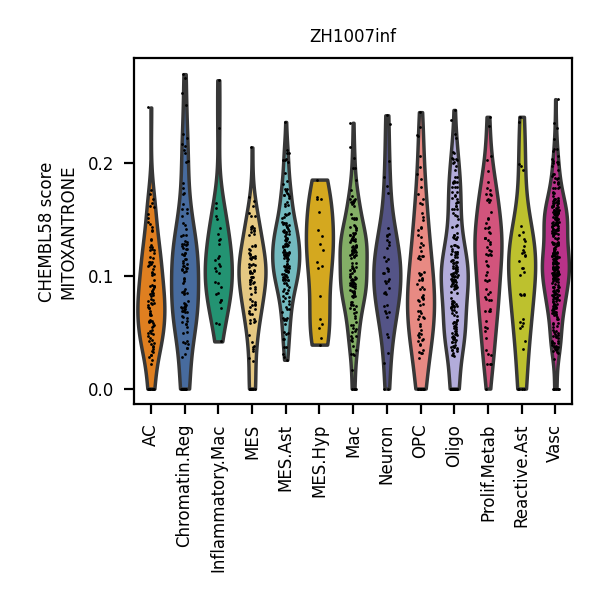 ZH1007inf
CHEMBL58 score
MITOXANTRONE
0.2
0.1
0.0
AC
Chromatin.Reg
Inflammatory.Mac
MES
MES.Ast
MES.Hyp
Mac
Neuron
OPC
Oligo
Prolif.Metab
Reactive.Ast
Vasc